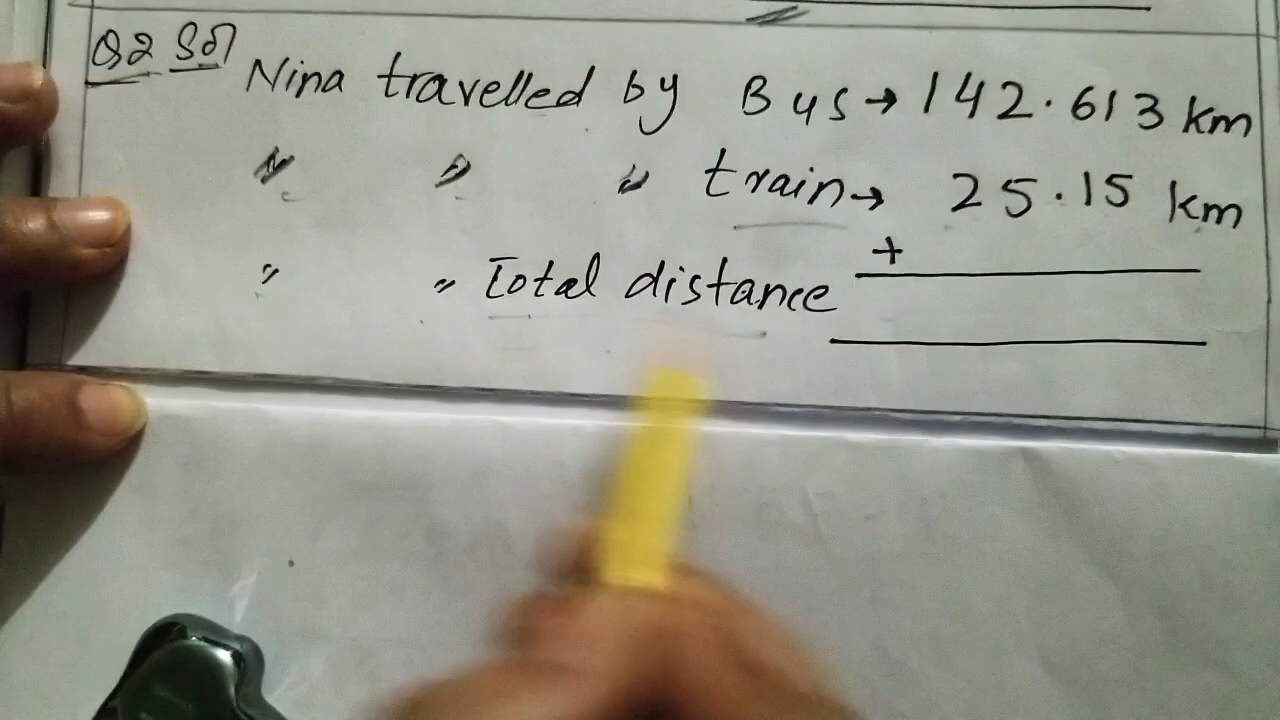 Q2 Sol Nina travelled by Bus → 142.613 km
" " " train → 25.15 km
+
" " Total distance